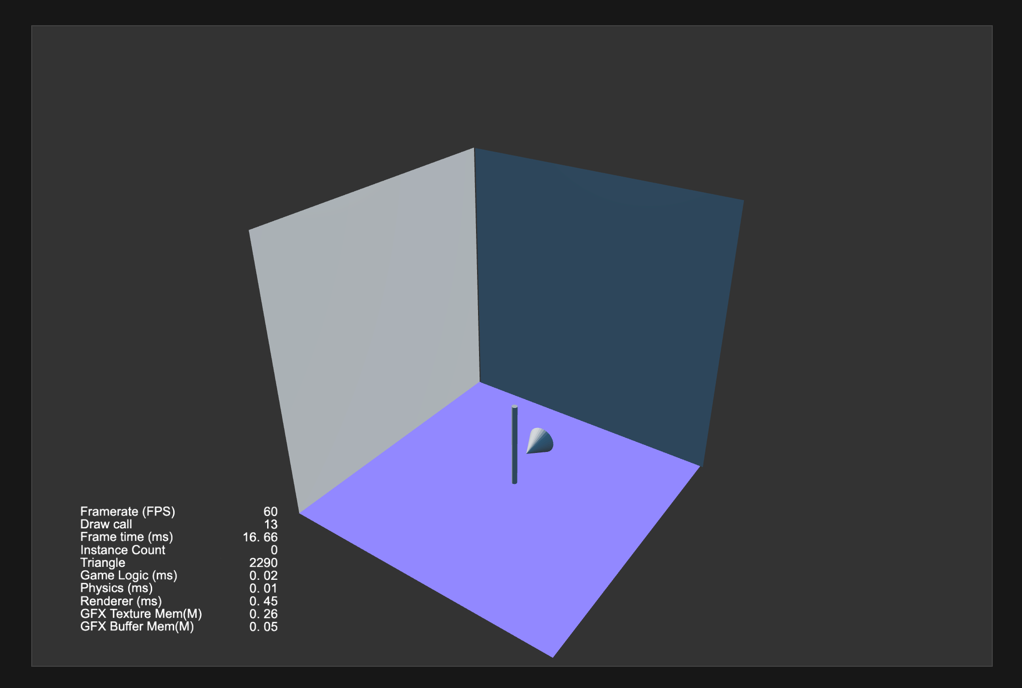 Framerate (FPS) 60
Draw call 13
Frame time (ms) 16. 66
Instance Count 0
Triangle 2290
Game Logic (ms) 0. 02
Physics (ms) 0. 01
Renderer (ms) 0. 45
GFX Texture Mem(M) 0. 26
GFX Buffer Mem(M) 0. 05